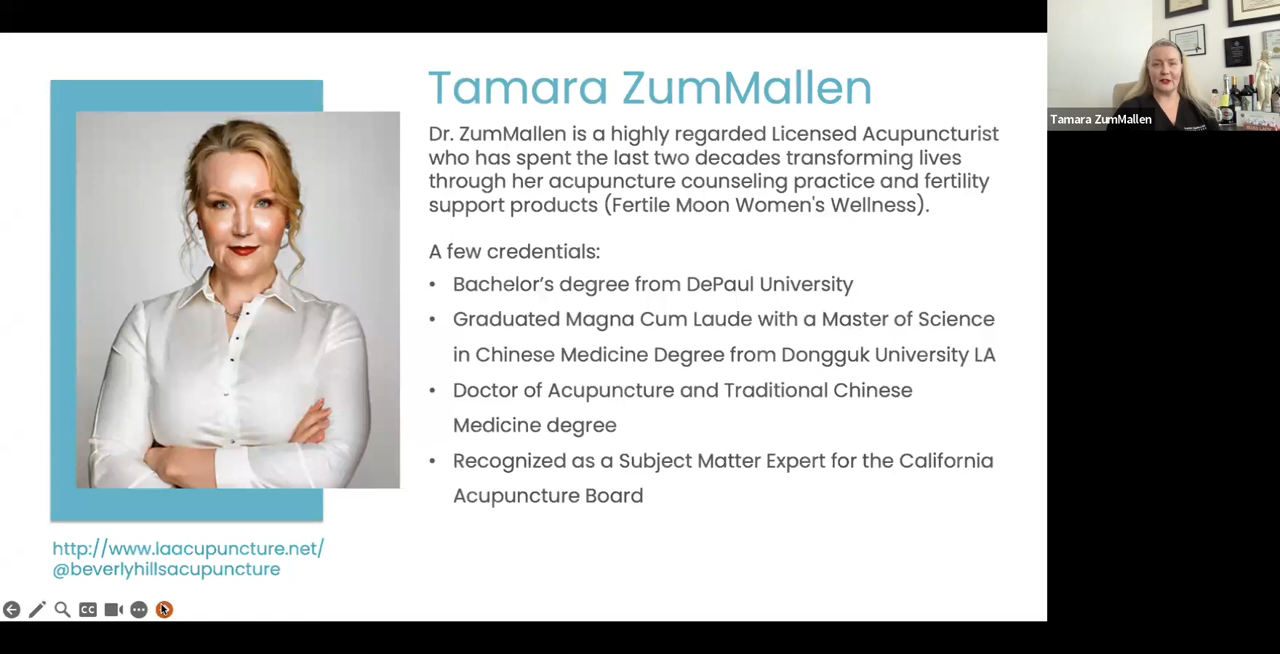 Tamara ZumMallen
Dr. ZumMallen is a highly regarded Licensed Acupuncturist
who has spent the last two decades transforming lives
through her acupuncture counseling practice and fertility
support products (Fertile Moon Women's Wellness).
A few credentials:
• Bachelor’s degree from DePaul University
• Graduated Magna Cum Laude with a Master of Science
in Chinese Medicine Degree from Dongguk University LA
• Doctor of Acupuncture and Traditional Chinese
Medicine degree
• Recognized as a Subject Matter Expert for the California
Acupuncture Board
http://www.laacupuncture.net/
@beverlyhillsacupuncture
CC
Tamara ZumMallen